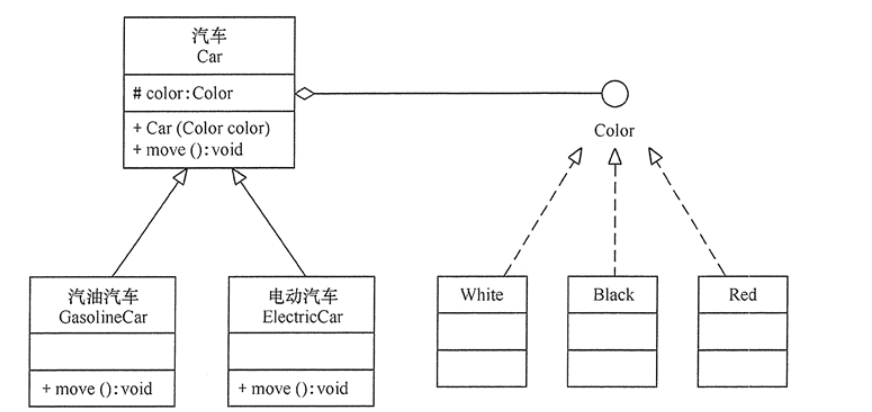 汽车
Car
# color:Color
+ Car (Color color)
+ move ():void
Color
汽油汽车
GasolineCar
+ move ():void
电动汽车
ElectricCar
+ move ():void
White
Black
Red